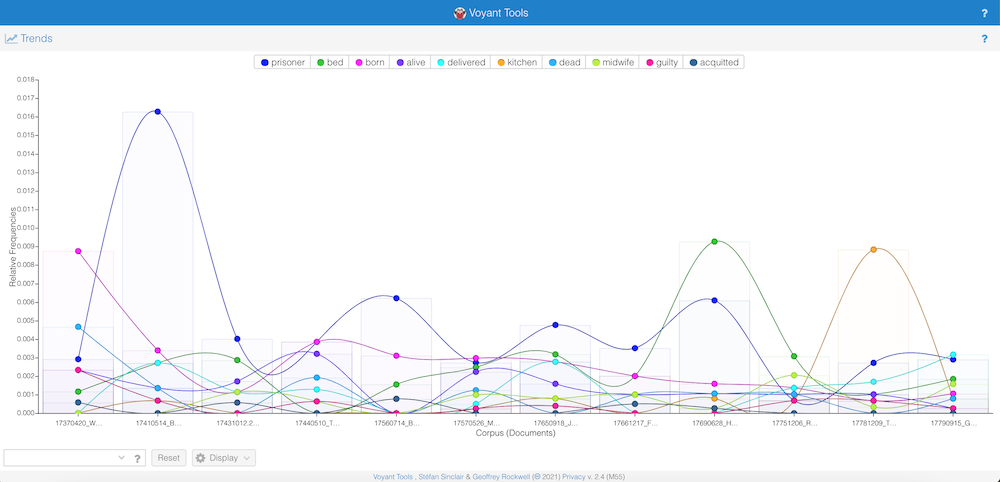 Voyant Tools
?
Trends
?
prisoner bed born alive delivered kitchen dead midwife guilty acquitted
0.018
0.017
0.016
0.015
0.014
0.013
0.012
0.011
0.010
0.009
0.008
0.007
0.006
0.005
0.004
0.003
0.002
0.001
0.000
Relative Frequencies
17370420_W… 17410514_B… 17431012.2… 17440510_T… 17560714_B… 17570526_M… 17650918_J… 17661217_F… 17690628_H… 17751206_R… 17781209_T… 17790915_G…
Corpus (Documents)
? Reset Display
Voyant Tools , Stéfan Sinclair & Geoffrey Rockwell (© 2021) Privacy v. 2.4 (M55)